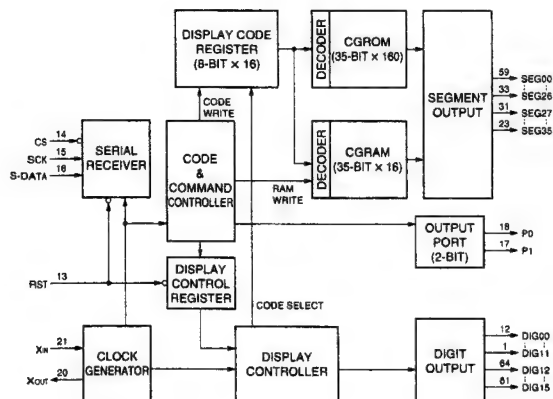 DISPLAY CODE
REGISTER
(8-BIT × 16)
DECODER
CGROM
(35-BIT × 160)
SEGMENT
OUTPUT
59 SEG00
33 SEG26
31 SEG27
23 SEG35
CODE
WRITE
CS 14
SCK 15
S-DATA 16
SERIAL
RECEIVER
CODE
&
COMMAND
CONTROLLER
RAM
WRITE
DECODER
CGRAM
(35-BIT × 16)
OUTPUT
PORT
(2-BIT)
18 P0
17 P1
RST 13
DISPLAY
CONTROL
REGISTER
CODE SELECT
XIN 21
XOUT 20
CLOCK
GENERATOR
DISPLAY
CONTROLLER
DIGIT
OUTPUT
12 DIG00
1 DIG11
64 DIG12
61 DIG15